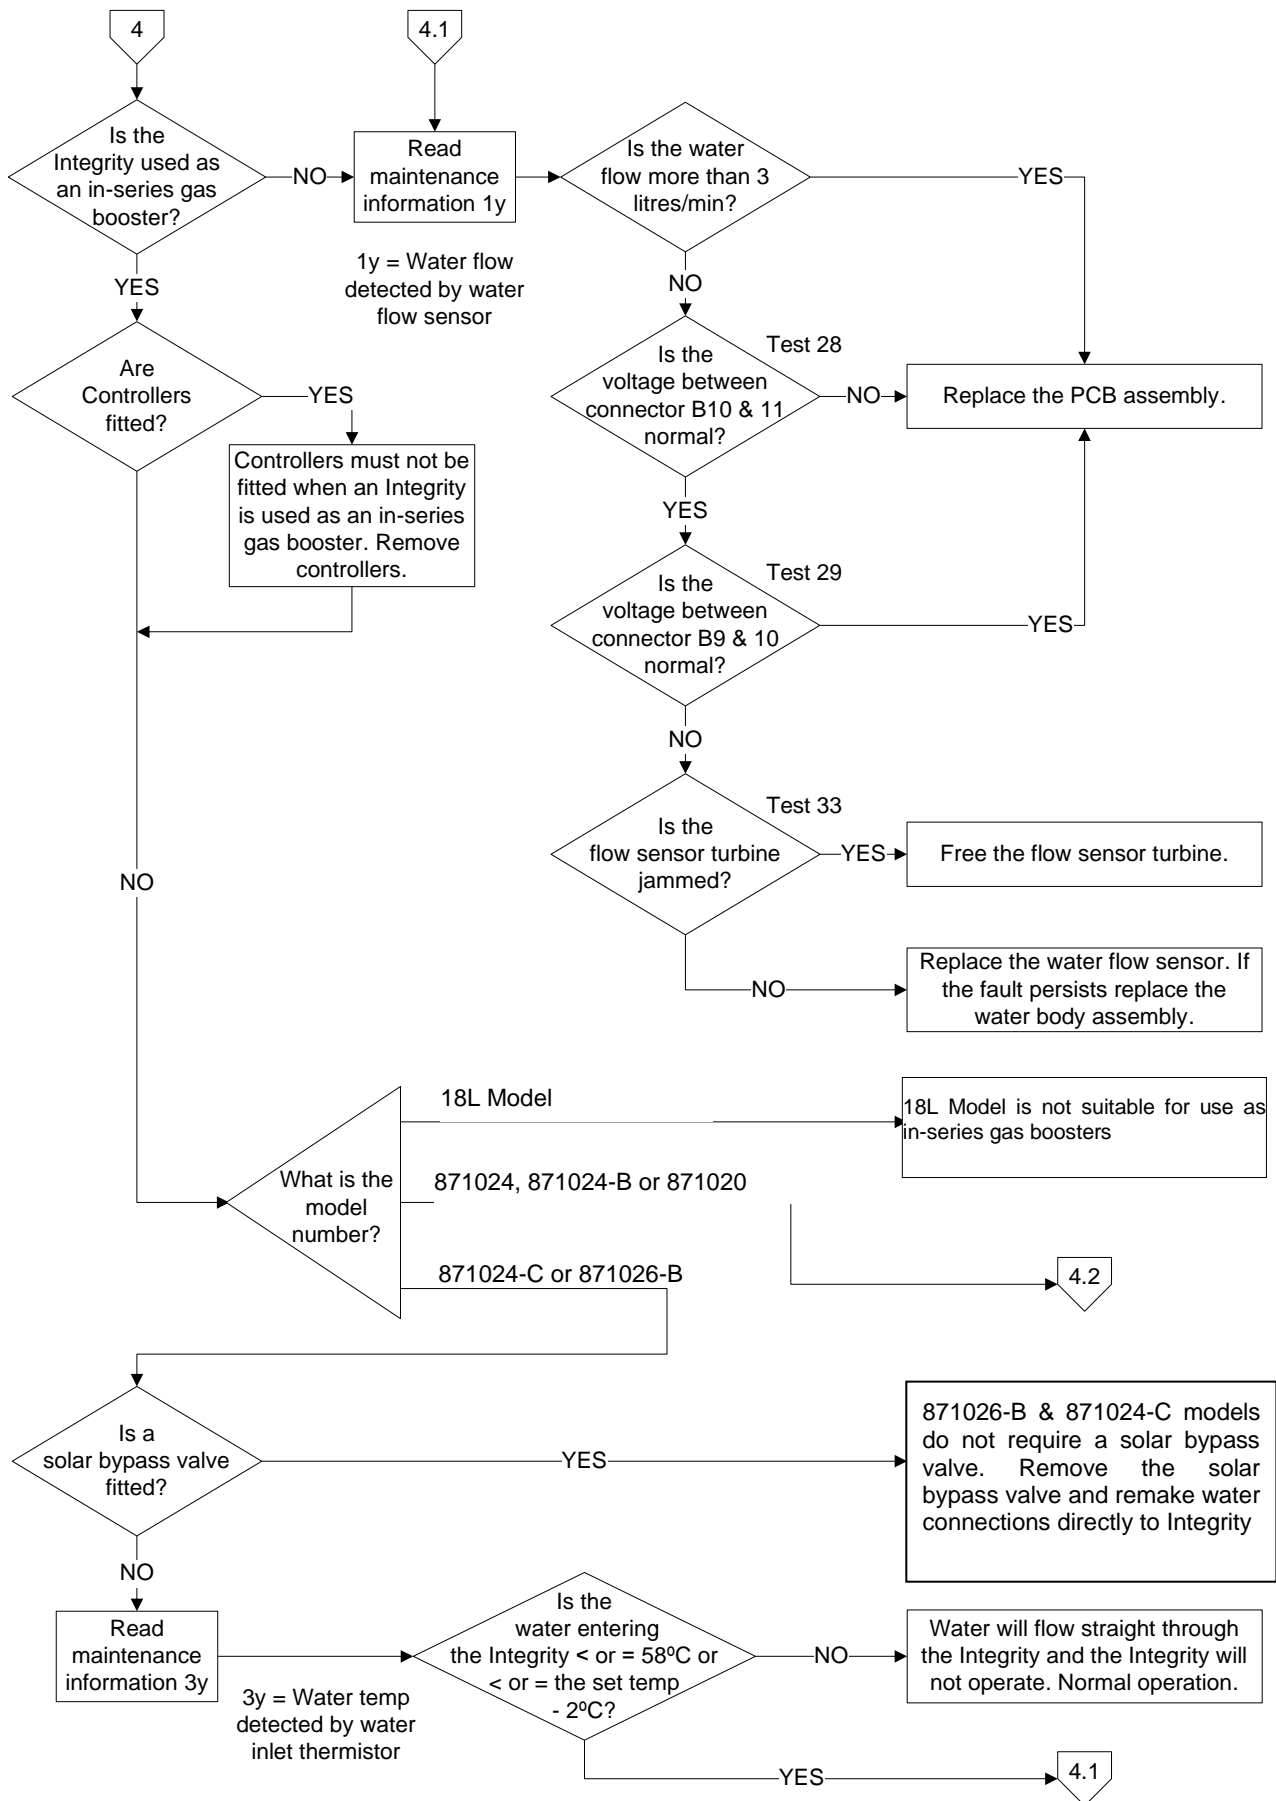 4
4.1
Is the
Integrity used as
an in-series gas
booster?
NO
Read
maintenance
information 1y
Is the water
flow more than 3
litres/min?
YES
1y = Water flow
detected by water
flow sensor
YES
NO
Are
Controllers
fitted?
YES
Controllers must not be
fitted when an Integrity
is used as an in-series
gas booster. Remove
controllers.
Test 28
Is the
voltage between
connector B10 & 11
normal?
NO
Replace the PCB assembly.
YES
Test 29
Is the
voltage between
connector B9 & 10
normal?
YES
NO
Test 33
Is the
flow sensor turbine
jammed?
YES
Free the flow sensor turbine.
NO
NO
Replace the water flow sensor. If
the fault persists replace the
water body assembly.
What is the
model
number?
18L Model
18L Model is not suitable for use as
in-series gas boosters
871024, 871024-B or 871020
4.2
871024-C or 871026-B
Is a
solar bypass valve
fitted?
YES
871026-B & 871024-C models
do not require a solar bypass
valve. Remove the solar
bypass valve and remake water
connections directly to Integrity
NO
Read
maintenance
information 3y
3y = Water temp
detected by water
inlet thermistor
Is the
water entering
the Integrity < or = 58ºC or
< or = the set temp
- 2ºC?
NO
Water will flow straight through
the Integrity and the Integrity will
not operate. Normal operation.
YES
4.1